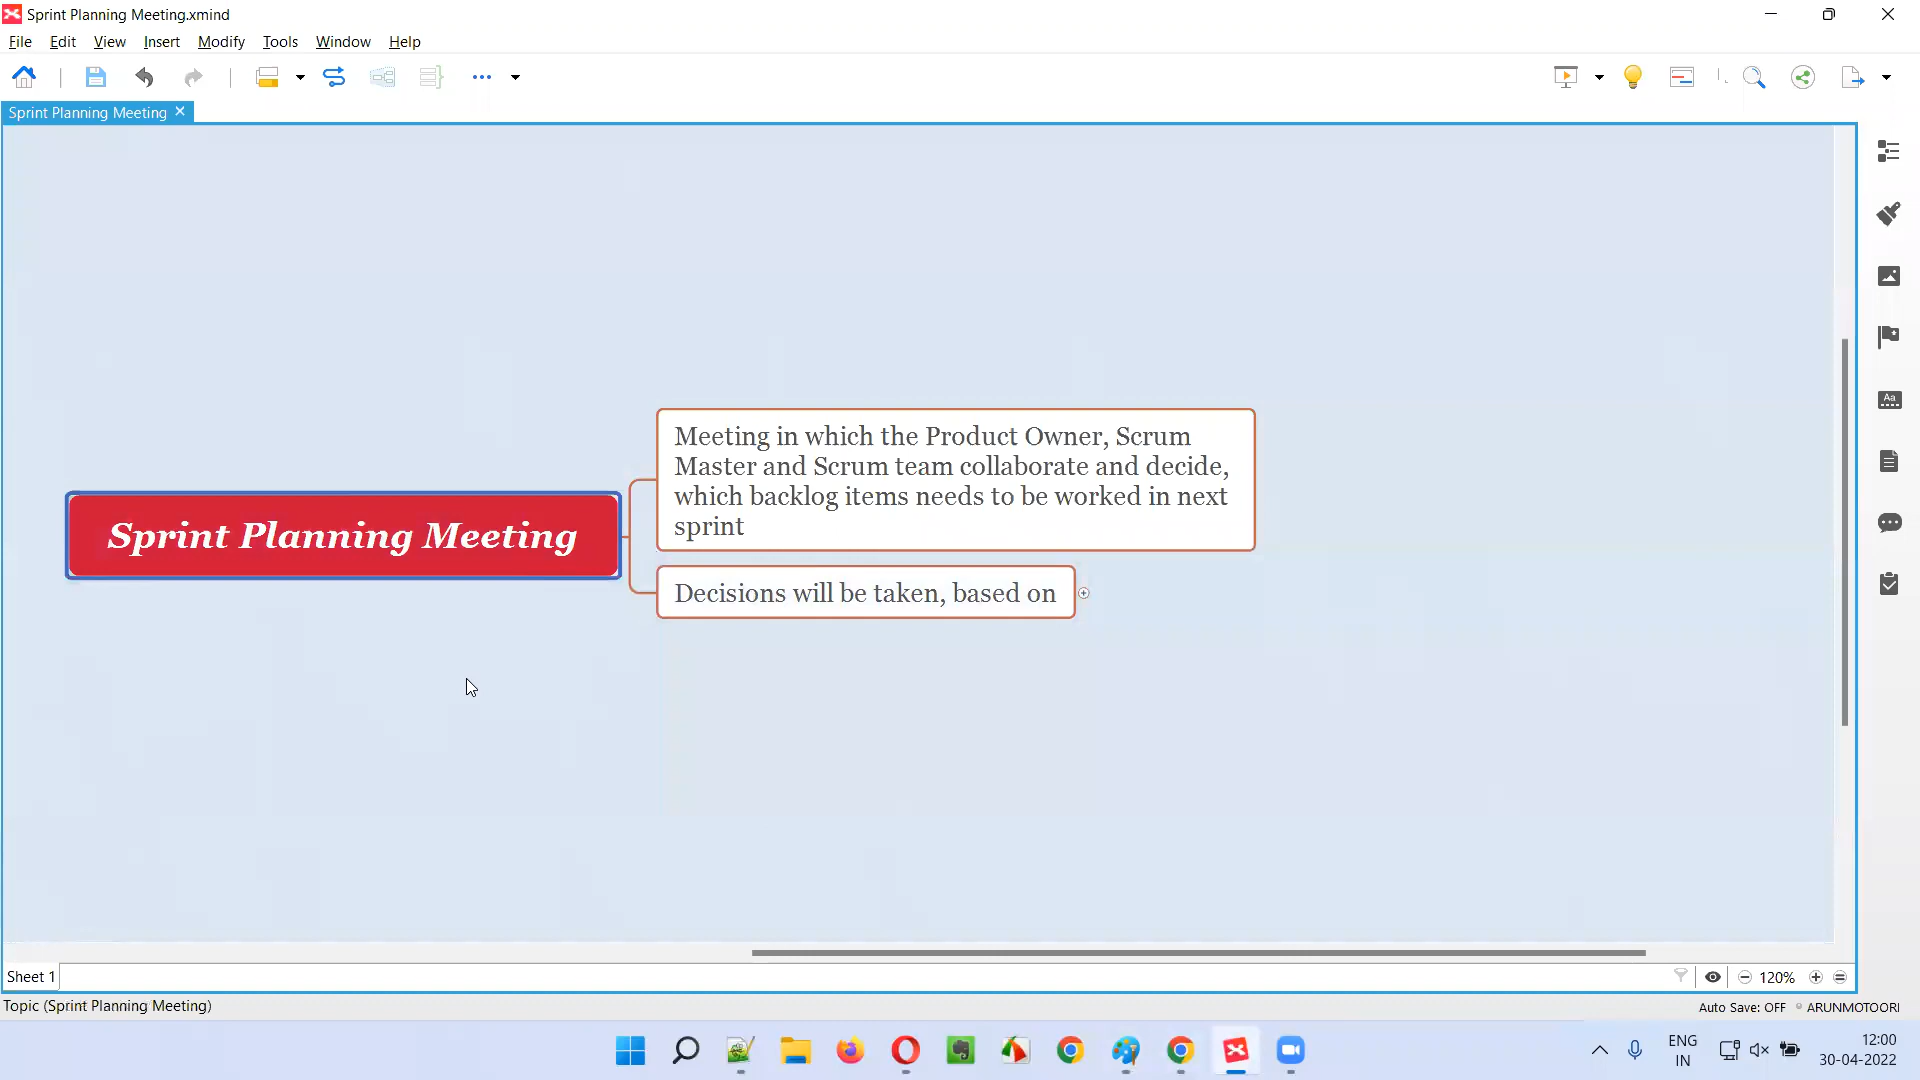 Sprint Planning Meeting.xmind
File Edit View Insert Modify Tools Window Help
Sprint Planning Meeting
Meeting in which the Product Owner, Scrum
Master and Scrum team collaborate and decide,
which backlog items needs to be worked in next
sprint
Sprint Planning Meeting
Decisions will be taken, based on
Aa
Sheet 1
120%
Topic (Sprint Planning Meeting)
Auto Save: OFF
ARUNMOTOORI
ENG
IN
12:00
30-04-2022